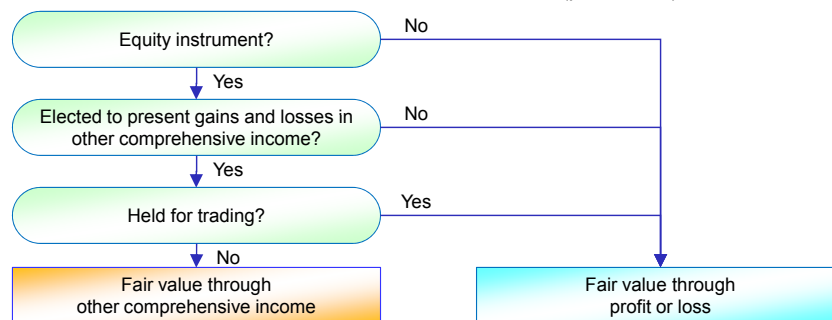 Equity instrument?
No
Yes
Elected to present gains and losses in
other comprehensive income?
No
Yes
Held for trading?
Yes
No
Fair value through
other comprehensive income
Fair value through
profit or loss